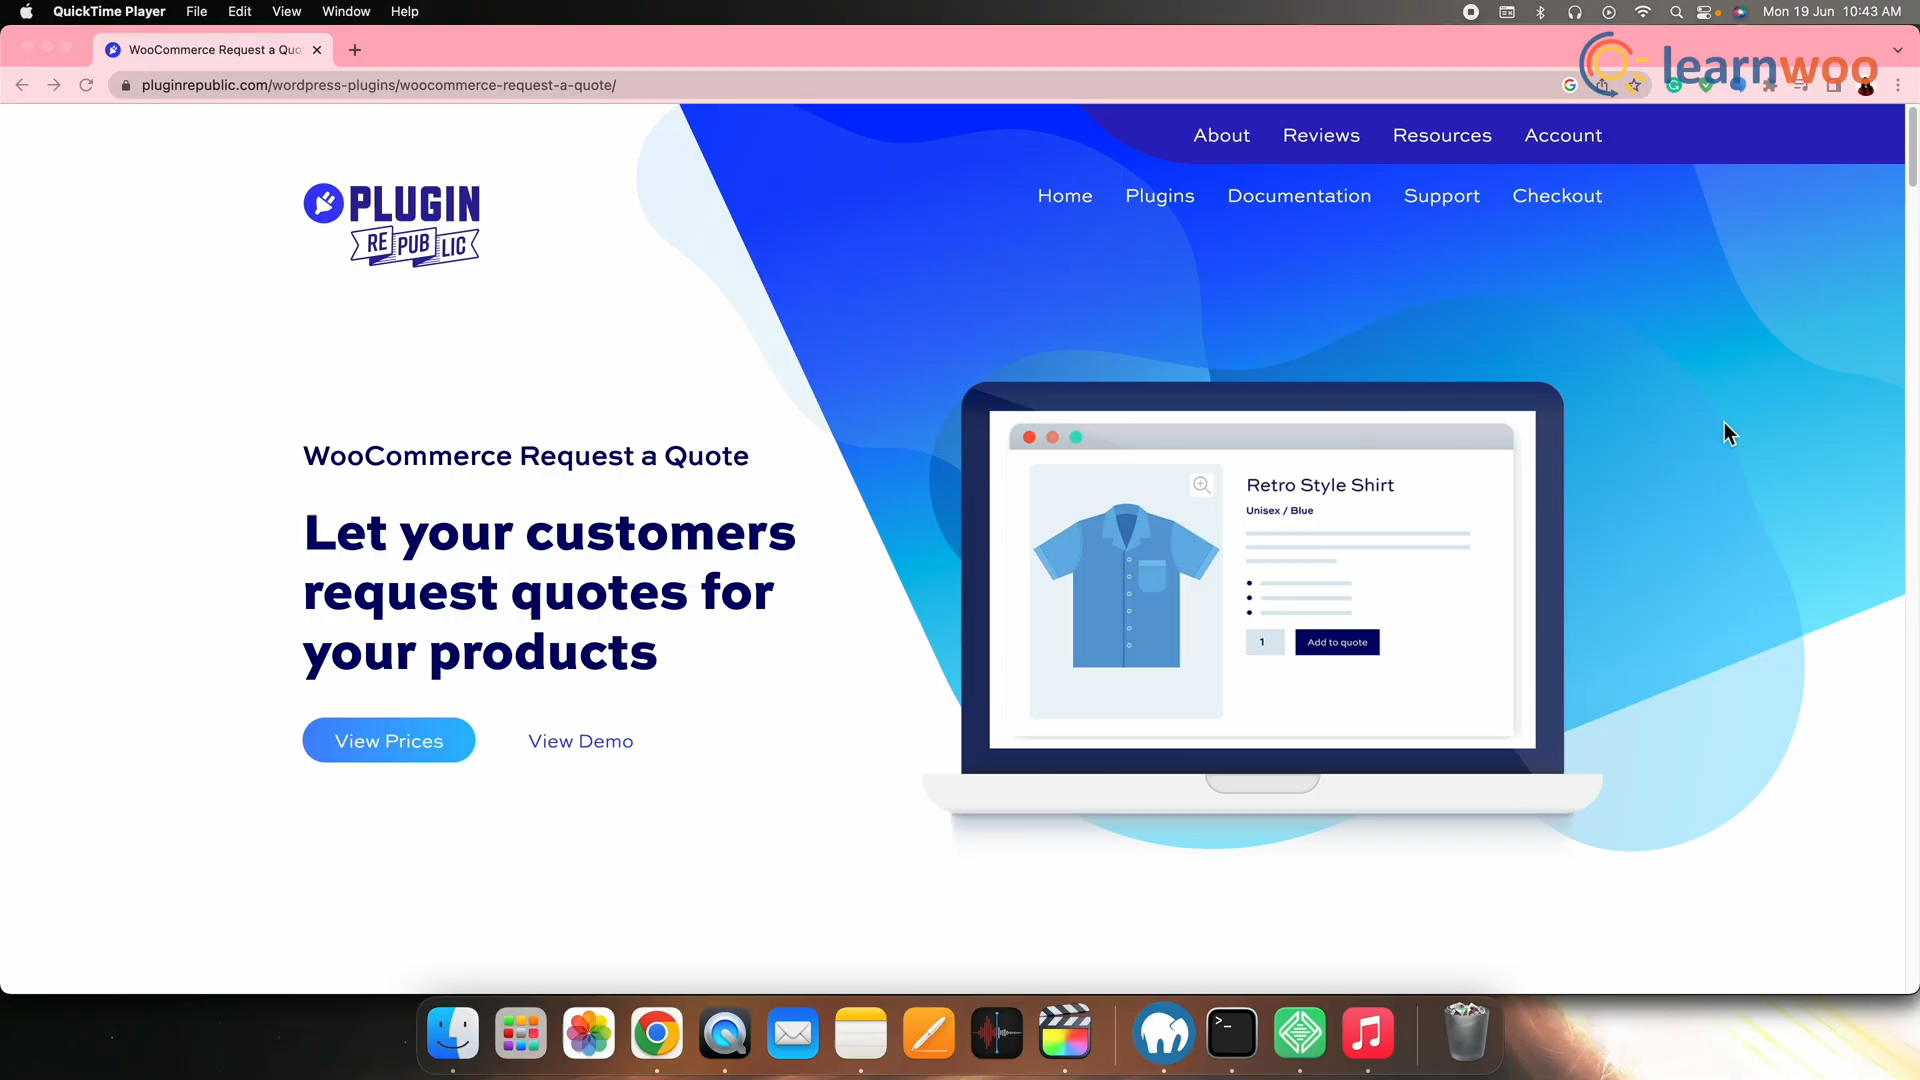 QuickTime Player File Edit View Window Help
Mon 19 Jun 10:43 AM
WooCommerce Request a Quo
learnwoo
pluginrepublic.com/wordpress-plugins/woocommerce-request-a-quote/
About Reviews Resources Account
Home Plugins Documentation Support Checkout
PLUGIN
REPUBLIC
WooCommerce Request a Quote
Let your customers
request quotes for
your products
View Prices
View Demo
Retro Style Shirt
Unisex / Blue
1
Add to quote